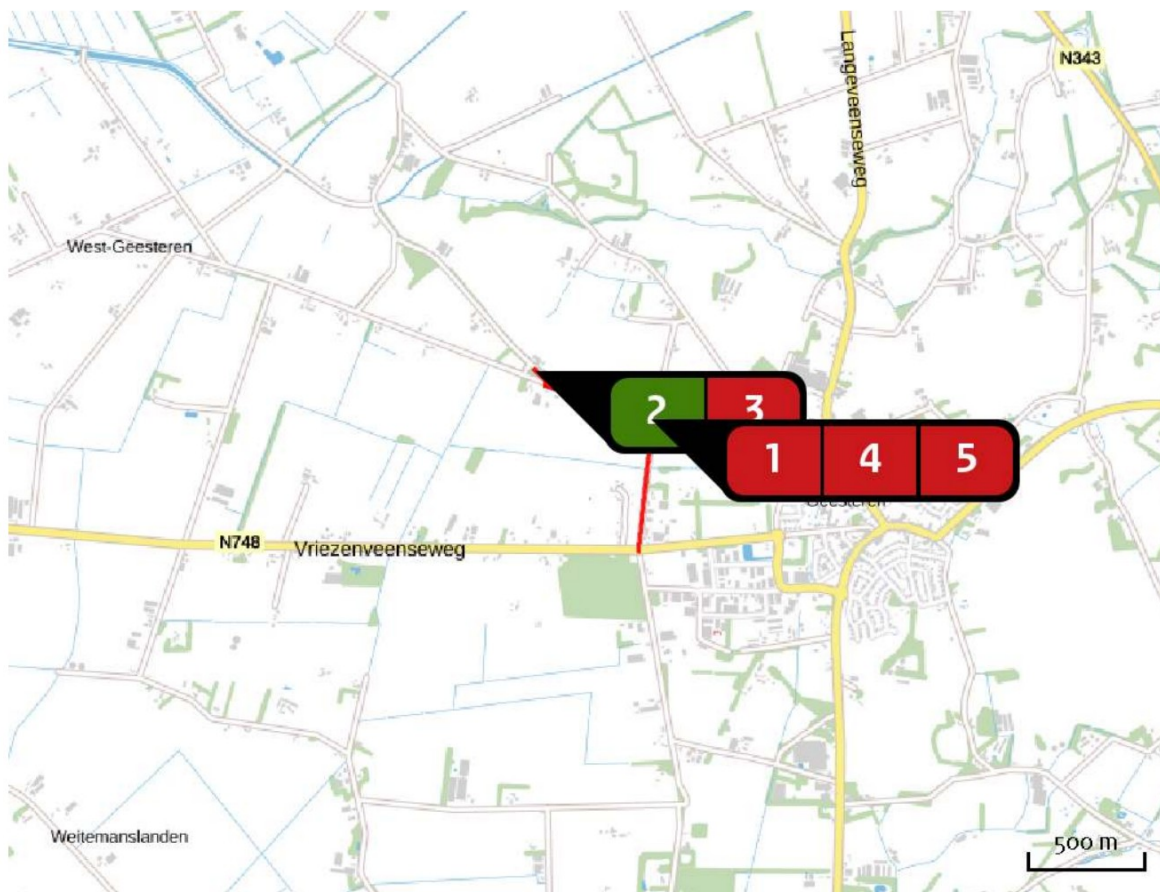 N343
Langeveenseweg
West-Geesteren
2 3
1 4 5
Geesteren
N748
Vriezenveenseweg
Weitemanslanden
500 m